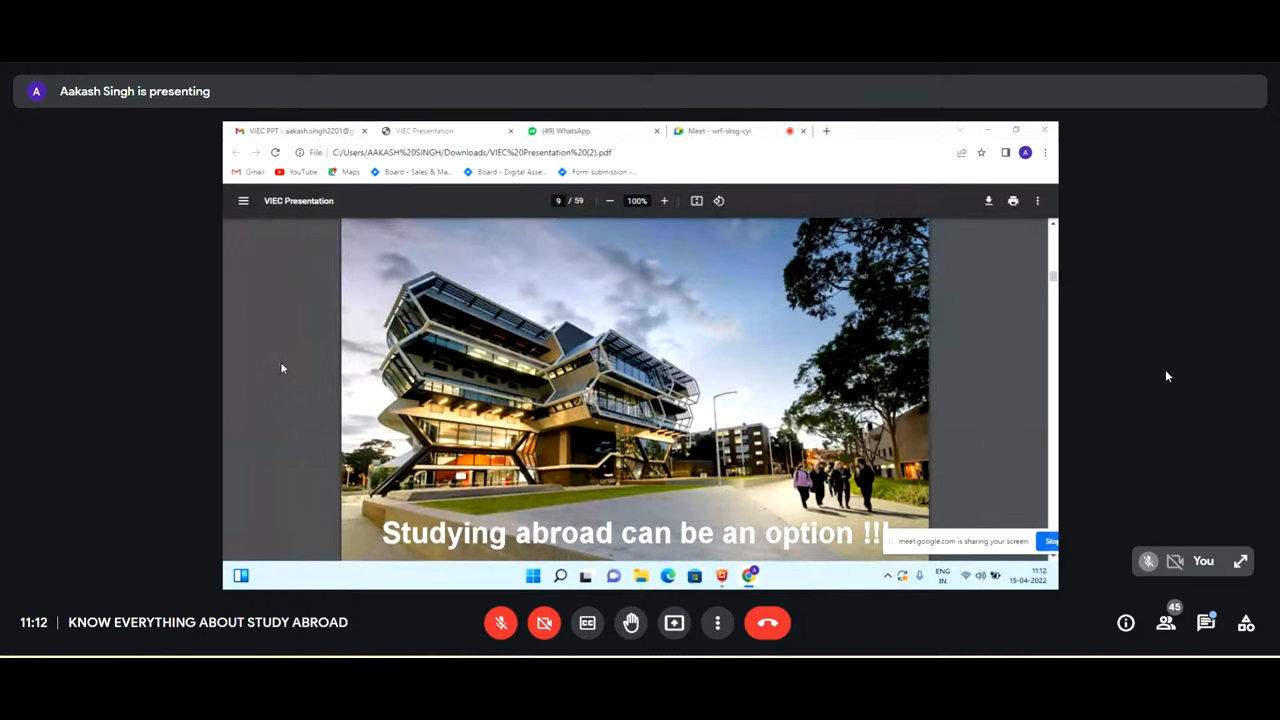 A Aakash Singh is presenting
VIEC PPT - aakash.singh2201@g
VIEC Presentation
(49) WhatsApp
Meet - wrf-sksg-cyi
File
C:/Users/AAKASH%20SINGH/Downloads/VIEC%20Presentation%20(2).pdf
A
Gmail
YouTube
Maps
Board - Sales & Ma...
Board - Digital Asse...
Form submission -...
VIEC Presentation
9 / 59
100%
Studying abroad can be an option !!!
meet.google.com is sharing your screen.
Stop
ENG
IN
11:12
15-04-2022
You
11:12 | KNOW EVERYTHING ABOUT STUDY ABROAD
CC
45